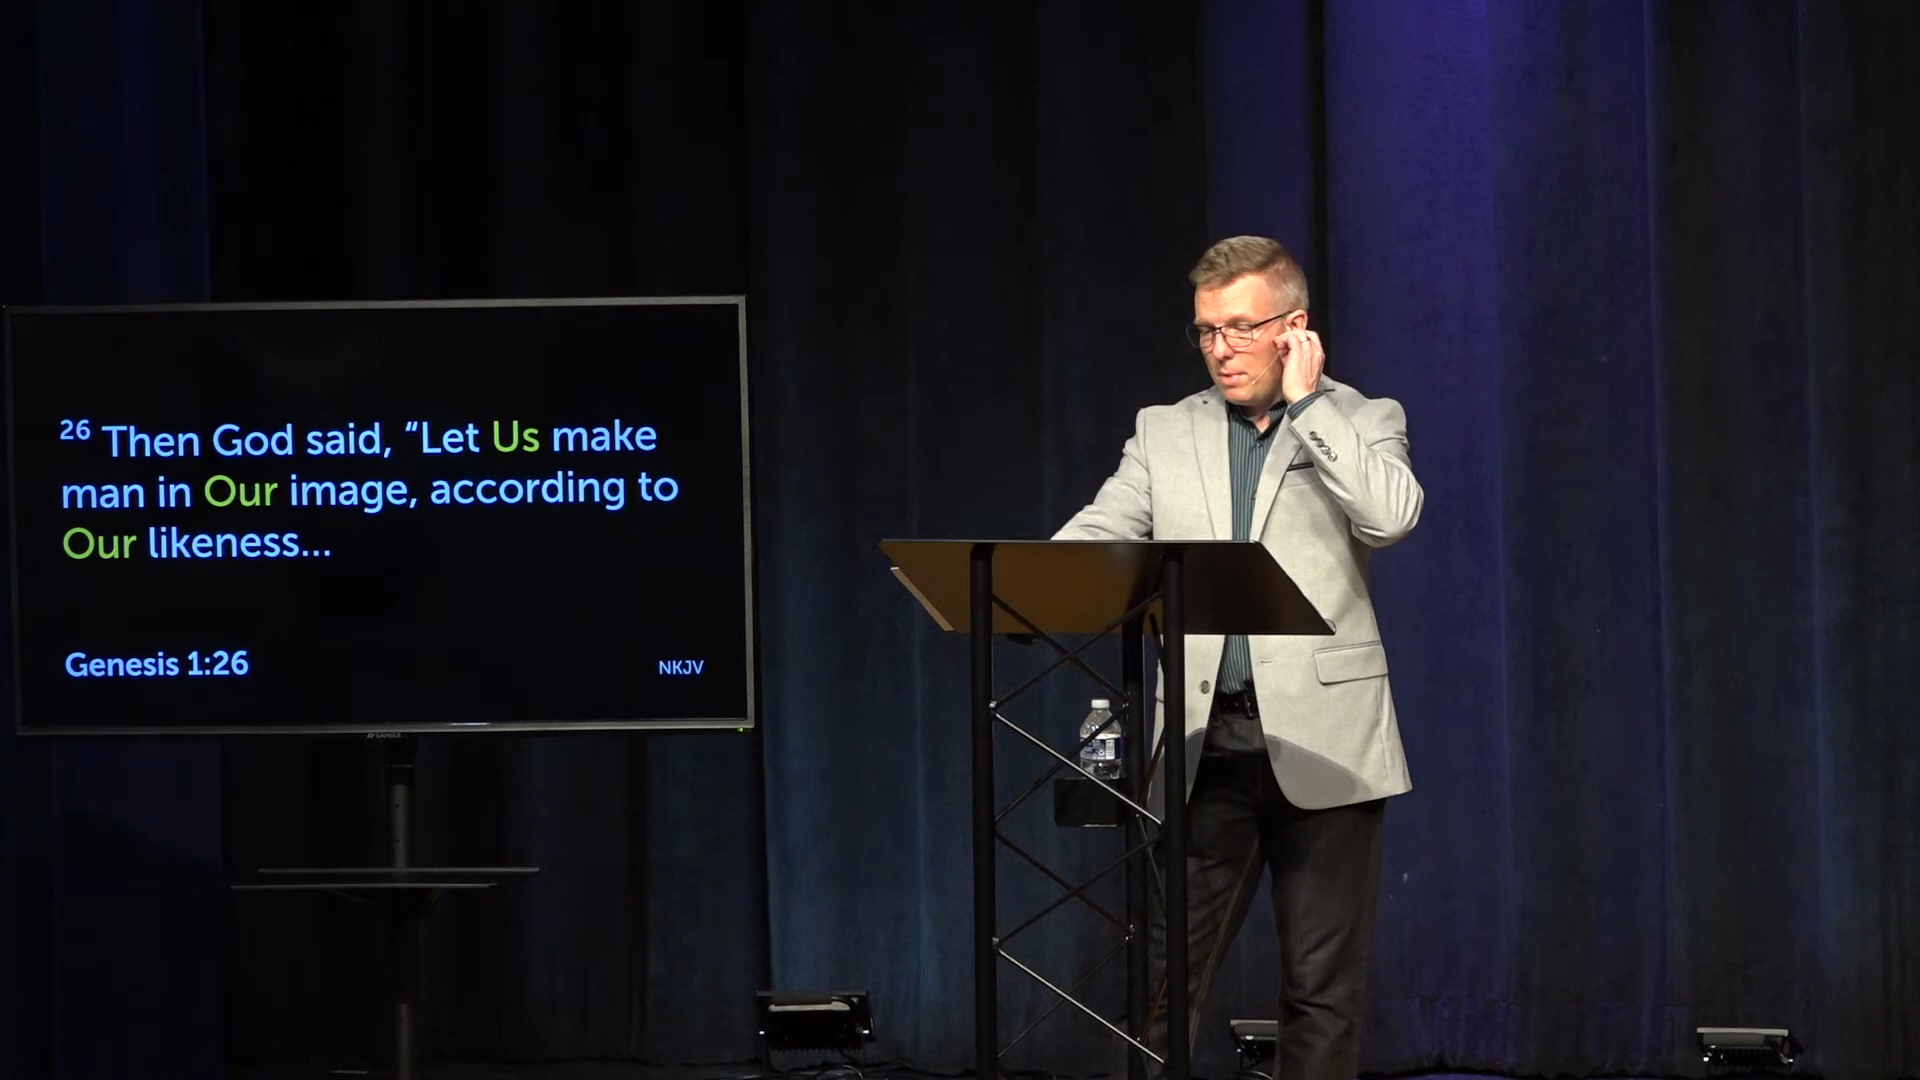 26 Then God said, “Let Us make
man in Our image, according to
Our likeness...
Genesis 1:26
NKJV